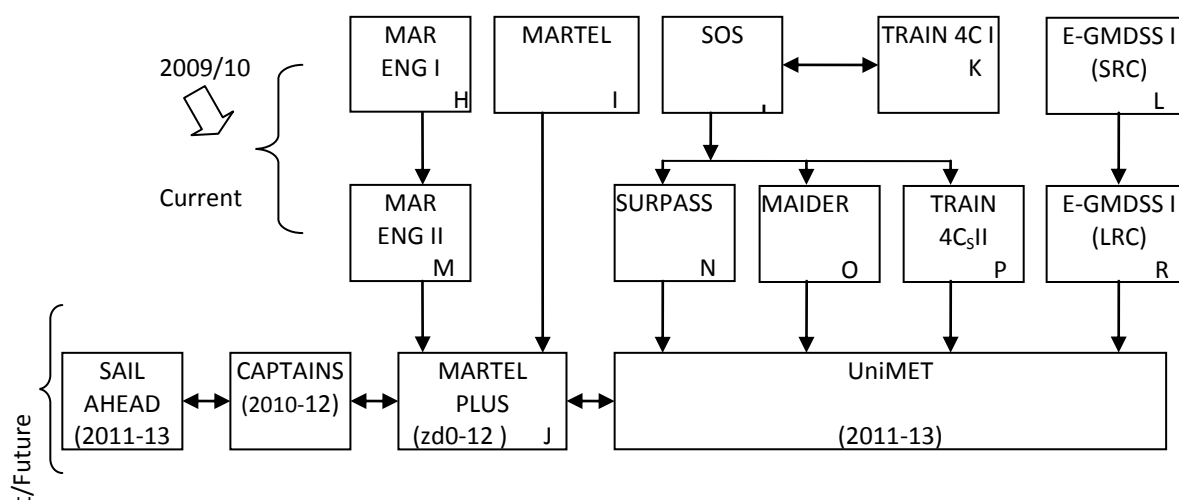 MAR
ENG I
H
MARTEL
I
SOS
TRAIN 4C I
K
E-GMDSS I
(SRC)
L
2009/10
Current
MAR
ENG II
M
SURPASS
N
MAIDER
O
TRAIN
4CSII
P
E-GMDSS I
(LRC)
R
/Future
SAIL
AHEAD
(2011-13
CAPTAINS
(2010-12)
MARTEL
PLUS
(zd0-12 ) J
UniMET
(2011-13)